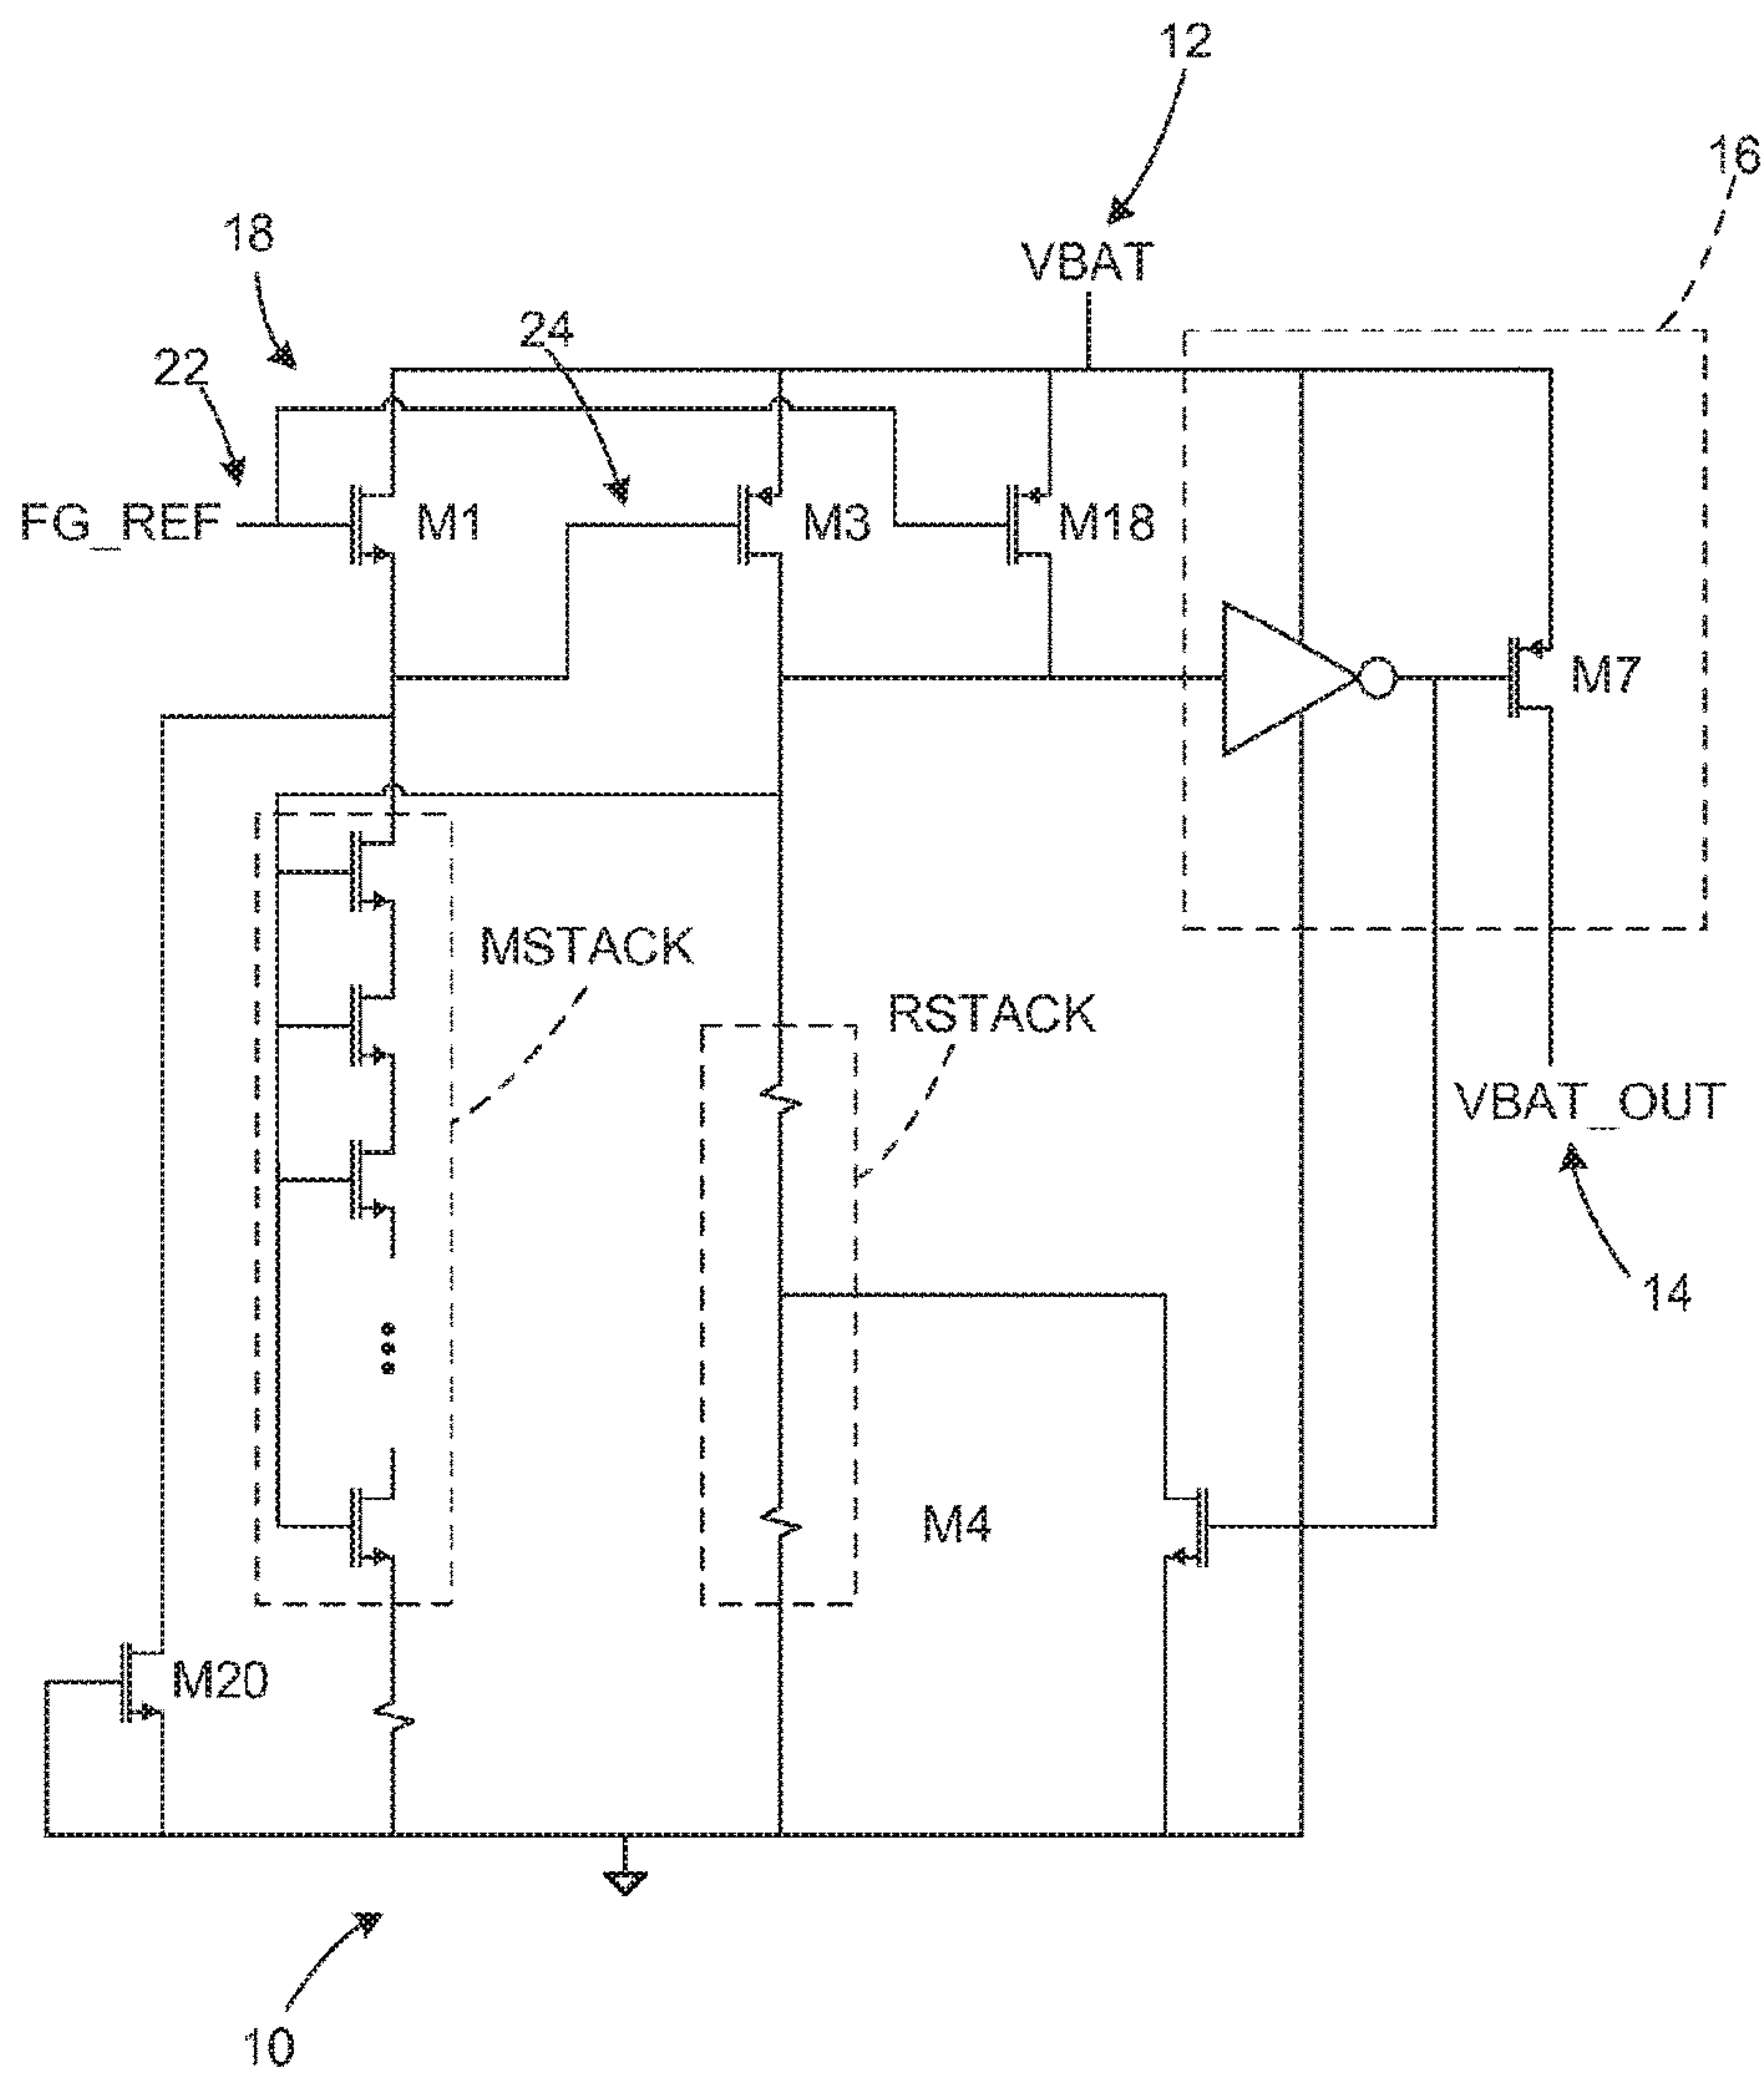 12
16
18
VBAT
24
22
FG_REF
M1
M3
M18
M7
MSTACK
RSTACK
VBAT_OUT
14
M4
M20
10